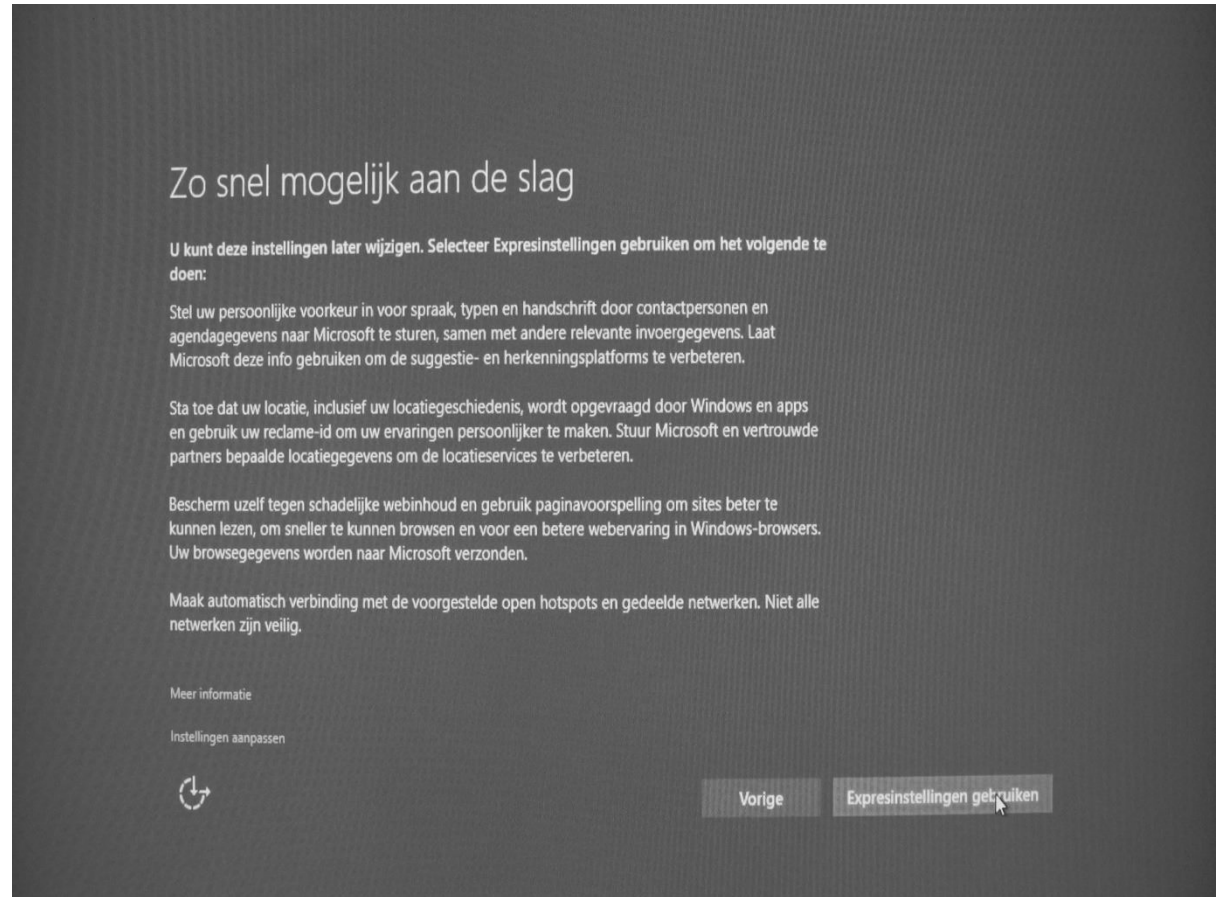 Zo snel mogelijk aan de slag
U kunt deze instellingen later wijzigen. Selecteer Expresinstellingen gebruiken om het volgende te
doen:
Stel uw persoonlijke voorkeur in voor spraak, typen en handschrift door contactpersonen en
agendagegevens naar Microsoft te sturen, samen met andere relevante invoergegevens. Laat
Microsoft deze info gebruiken om de suggestie- en herkenningsplatforms te verbeteren.
Sta toe dat uw locatie, inclusief uw locatiegeschiedenis, wordt opgevraagd door Windows en apps
en gebruik uw reclame-id om uw ervaringen persoonlijker te maken. Stuur Microsoft en vertrouwde
partners bepaalde locatiegegevens om de locatieservices te verbeteren.
Bescherm uzelf tegen schadelijke webinhoud en gebruik paginavoorspelling om sites beter te
kunnen lezen, om sneller te kunnen browsen en voor een betere webervaring in Windows-browsers.
Uw browsegegevens worden naar Microsoft verzonden.
Maak automatisch verbinding met de voorgestelde open hotspots en gedeelde netwerken. Niet alle
netwerken zijn veilig.
Meer informatie
Instellingen aanpassen
Vorige
Expresinstellingen gebruiken